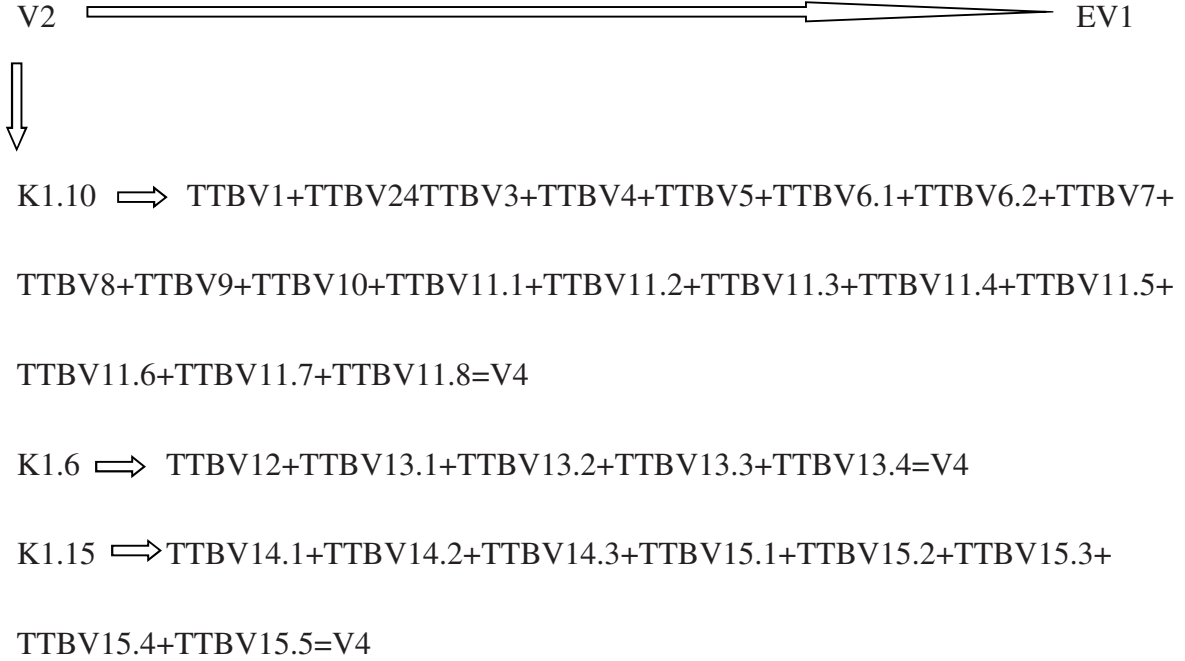 V2 EV1
K1.10 TTBV1+TTBV24TTBV3+TTBV4+TTBV5+TTBV6.1+TTBV6.2+TTBV7+
TTBV8+TTBV9+TTBV10+TTBV11.1+TTBV11.2+TTBV11.3+TTBV11.4+TTBV11.5+
TTBV11.6+TTBV11.7+TTBV11.8=V4
K1.6 TTBV12+TTBV13.1+TTBV13.2+TTBV13.3+TTBV13.4=V4
K1.15 TTBV14.1+TTBV14.2+TTBV14.3+TTBV15.1+TTBV15.2+TTBV15.3+
TTBV15.4+TTBV15.5=V4